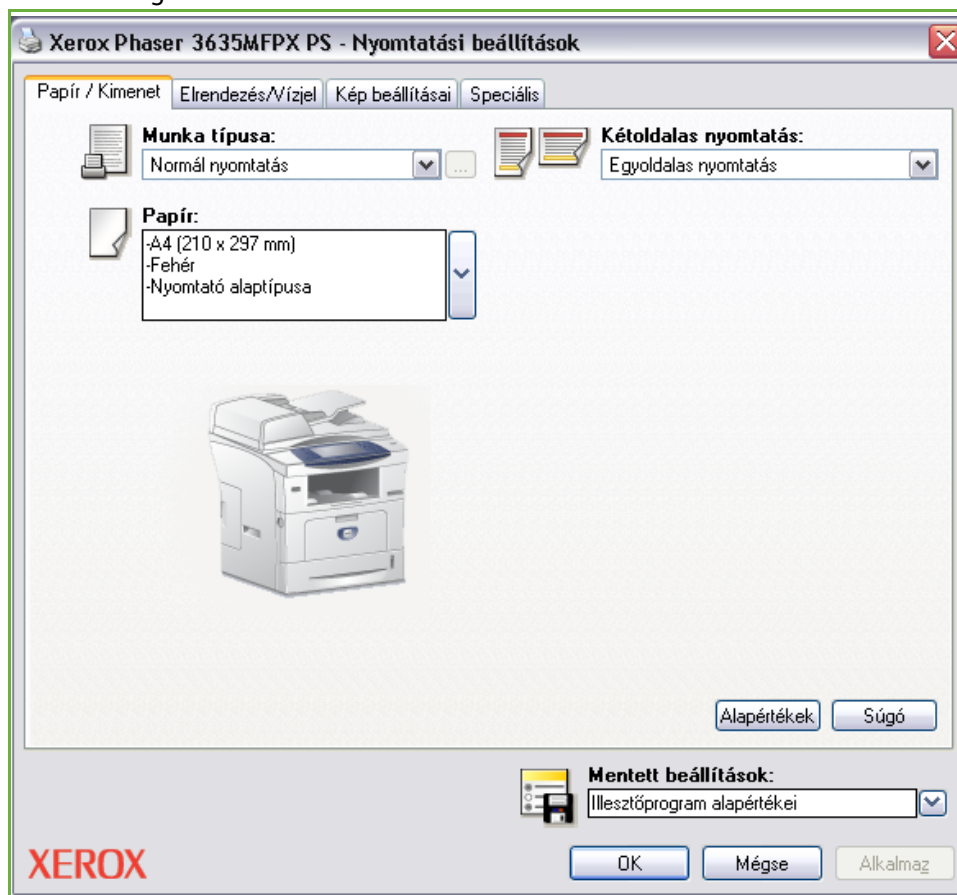 Xerox Phaser 3635MFPX PS - Nyomtatási beállítások
Papír / Kimenet Elrendezés/Vízjel Kép beállításai Speciális
Munka típusa: Kétoldalas nyomtatás:
Normál nyomtatás ... Egyoldalas nyomtatás
Papír:
-A4 (210 x 297 mm)
-Fehér
-Nyomtató alaptípusa
Alapértékek Súgó
Mentett beállítások:
Illesztőprogram alapértékei
XEROX OK Mégse Alkalmaz